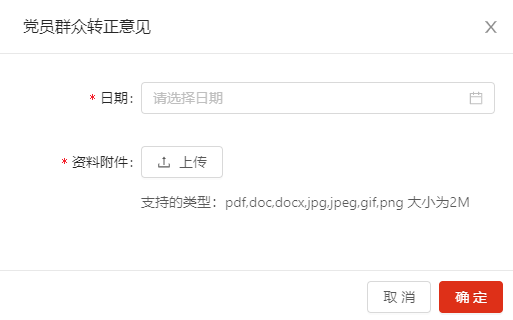 党员群众转正意见
* 日期：
请选择日期
* 资料附件：
上传
支持的类型：pdf,doc,docx,jpg,jpeg,gif,png 大小为2M
取 消
确 定